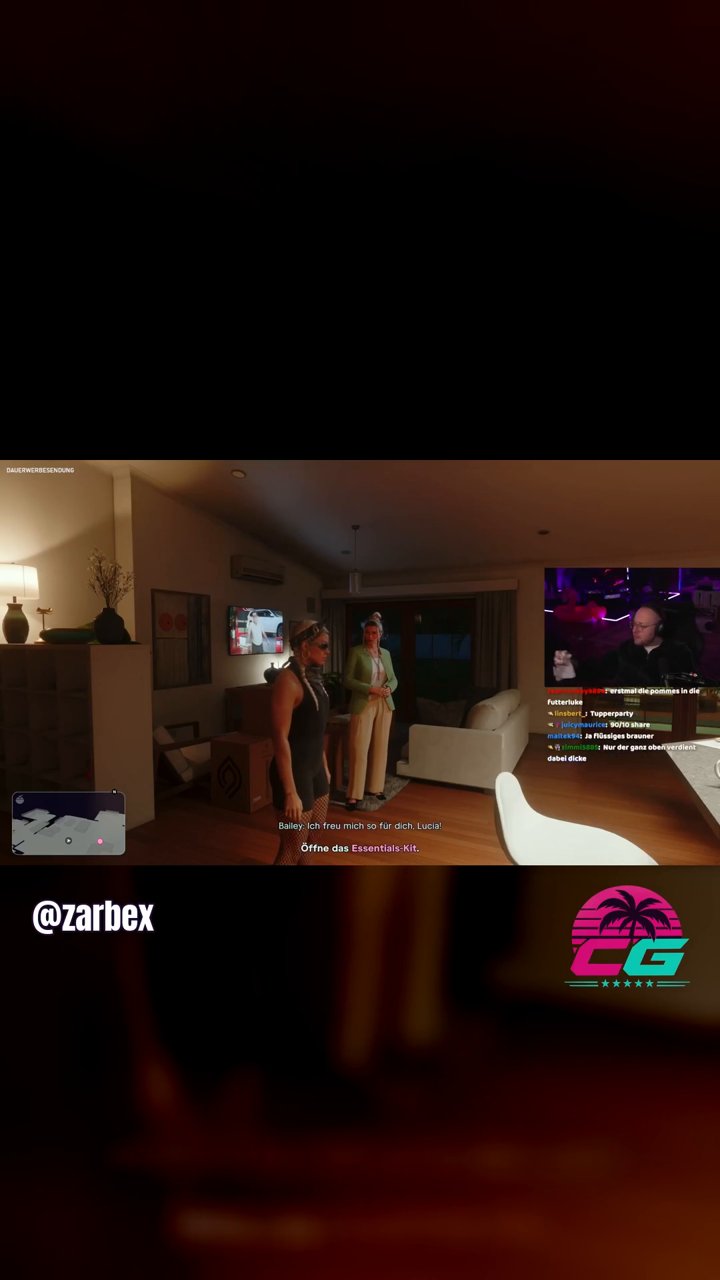 DAUERWERBESENDUNG
erstmal die pommes in die
futterluke
linsbert_: Tupperparty
juicymaurice: 90/10 share
maltek94: Ja flüssiges brauner
Nur der ganz oben verdient
dabei dicke
N
Bailey: Ich freu mich so für dich, Lucia!
Öffne das Essentials-Kit.
@zarbex
CG